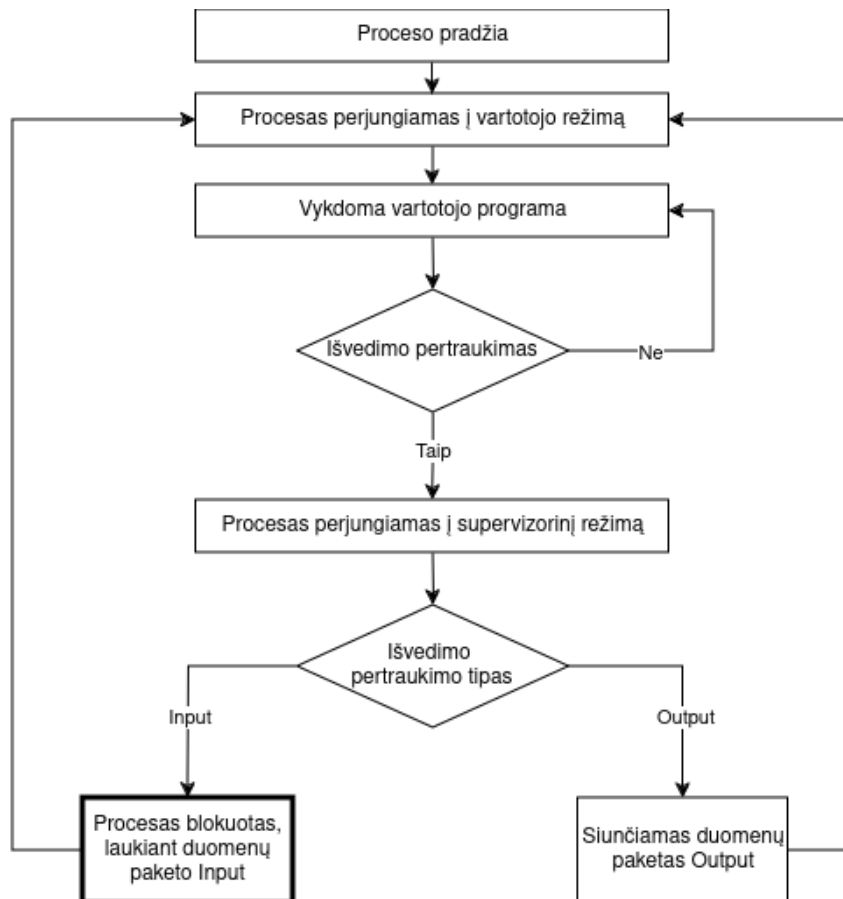 Proceso pradžia
Procesas perjungiamas į vartotojo režimą
Vykdoma vartotojo programa
Išvedimo pertraukimas
Ne
Taip
Procesas perjungiamas į supervizorinį režimą
Išvedimo
pertraukimo tipas
Input
Output
Procesas blokuotas,
laukiant duomenų
paketo Input
Siunčiamas duomenų
paketas Output